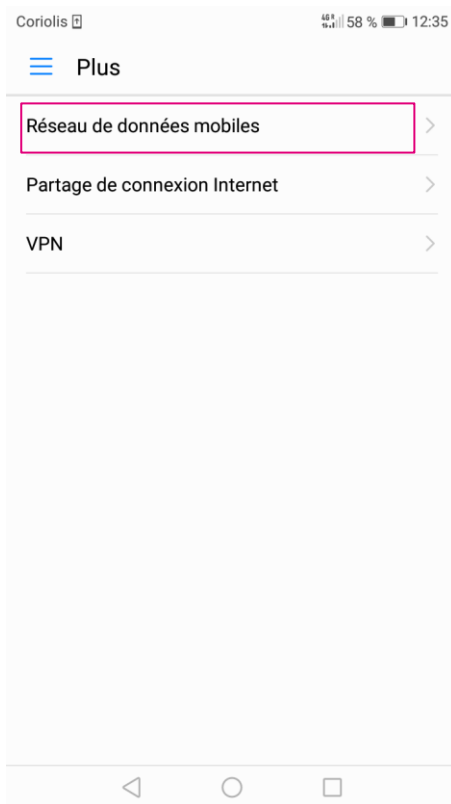 Coriolis 58 % 12:35
Plus
Réseau de données mobiles
Partage de connexion Internet
VPN